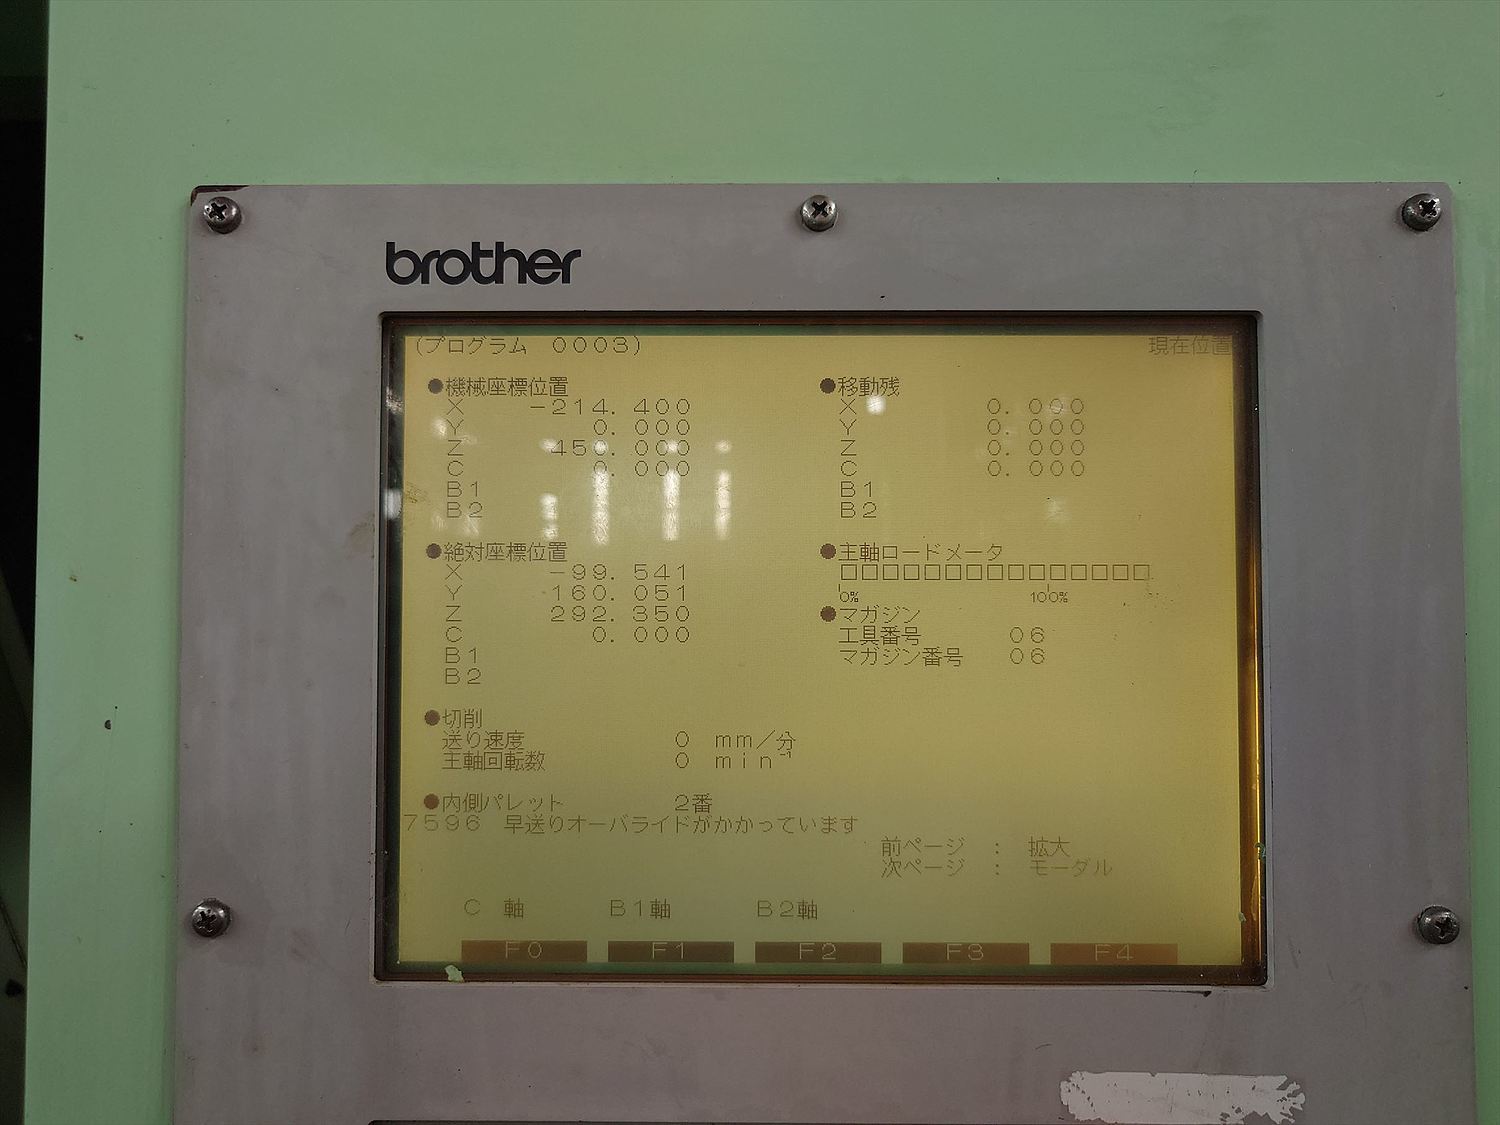 brother
(プログラム 0003)
現在位置
●機械座標位置
X -214.400
Y 0.000
Z 450.000
C 0.000
B1
B2
●移動残
X 0.000
Y 0.000
Z 0.000
C 0.000
B1
B2
●絶対座標位置
X -99.541
Y 160.051
Z 292.350
C 0.000
B1
B2
●主軸ロードメータ
0% 100%
●マガジン
工具番号 06
マガジン番号 06
●切削
送り速度 0 mm/分
主軸回転数 0 min⁻¹
●内側パレット 2番
7596 早送りオーバライドがかかっています
前ページ : 拡大
次ページ : モーダル
C 軸 B1軸 B2軸
F0 F1 F2 F3 F4